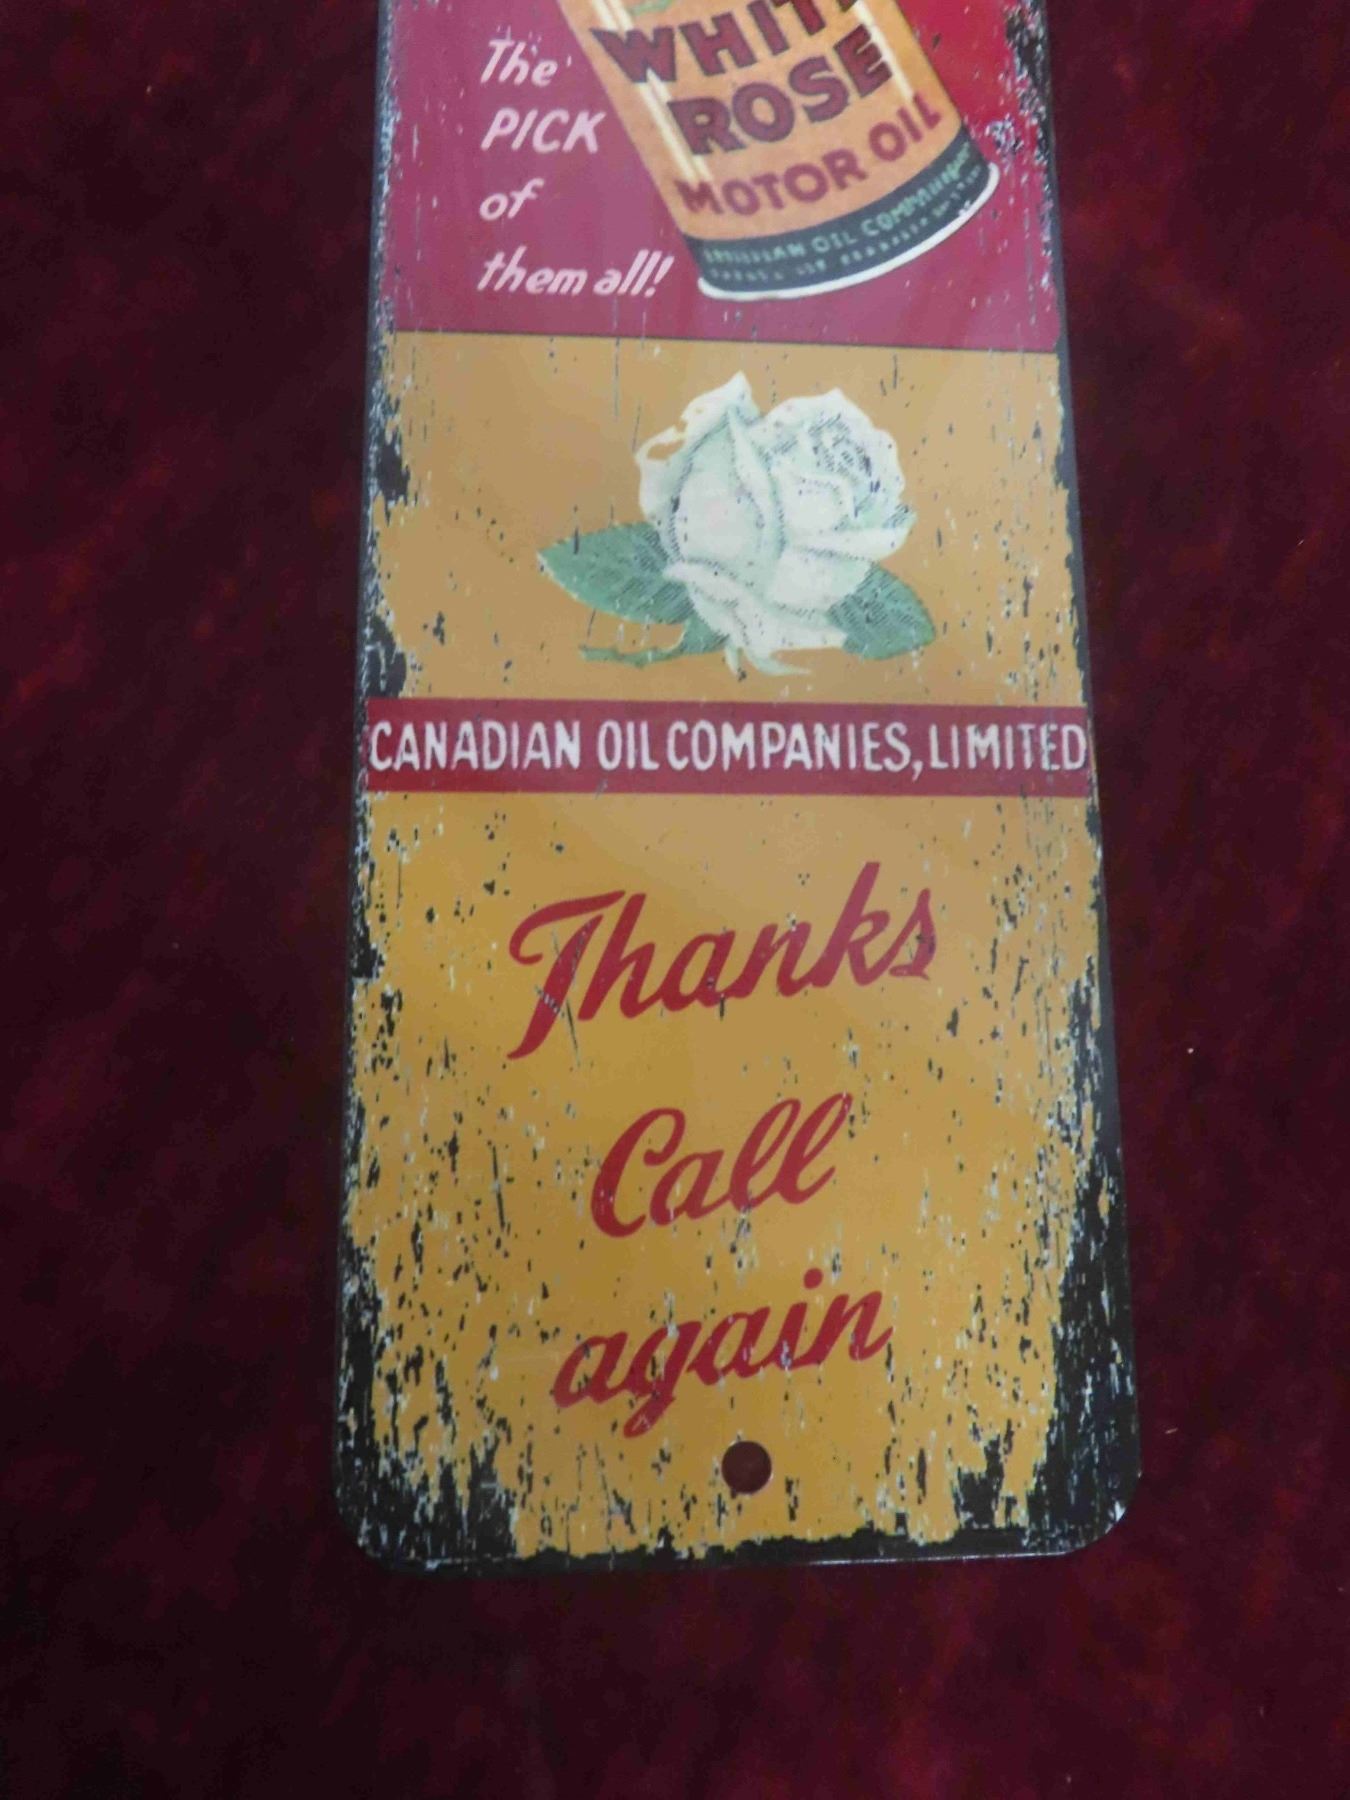 The
PICK
of
them all!
WHITE
ROSE
MOTOR OIL
CANADIAN OIL COMPANIES, LIMITED
Thanks
Call
again